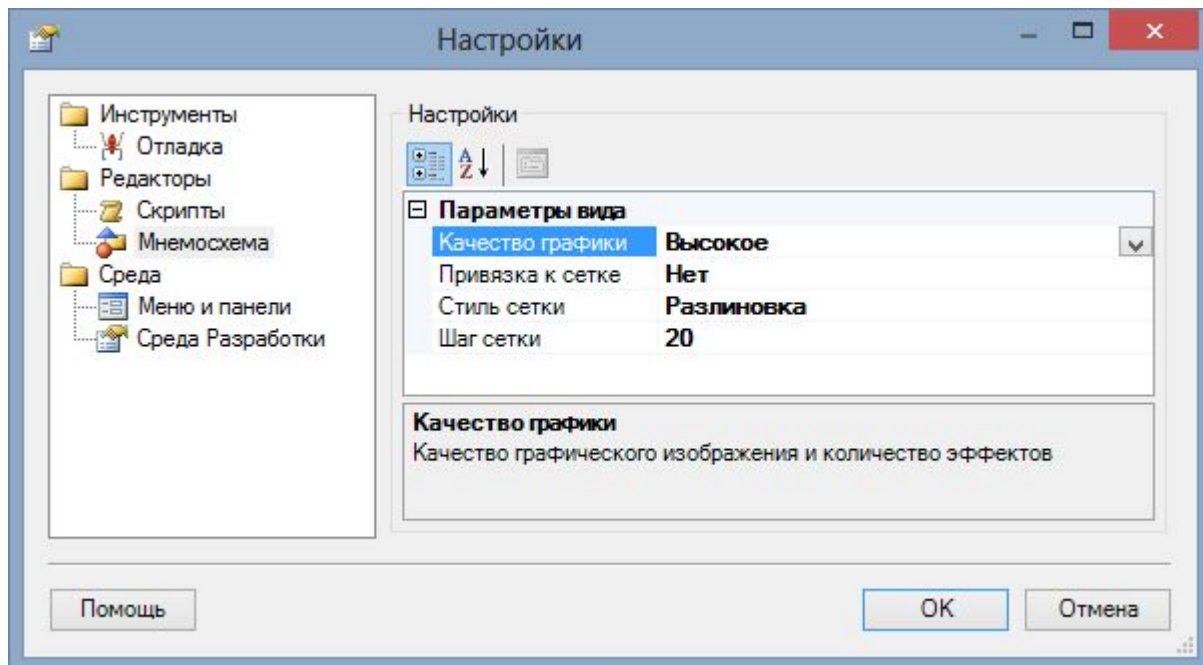 Настройки
Инструменты
Отладка
Редакторы
Скрипты
Мнемосхема
Среда
Меню и панели
Среда Разработки
Настройки
Параметры вида
Качество графики Высокое
Привязка к сетке Нет
Стиль сетки Разлиновка
Шаг сетки 20
Качество графики
Качество графического изображения и количество эффектов
Помощь
OK
Отмена